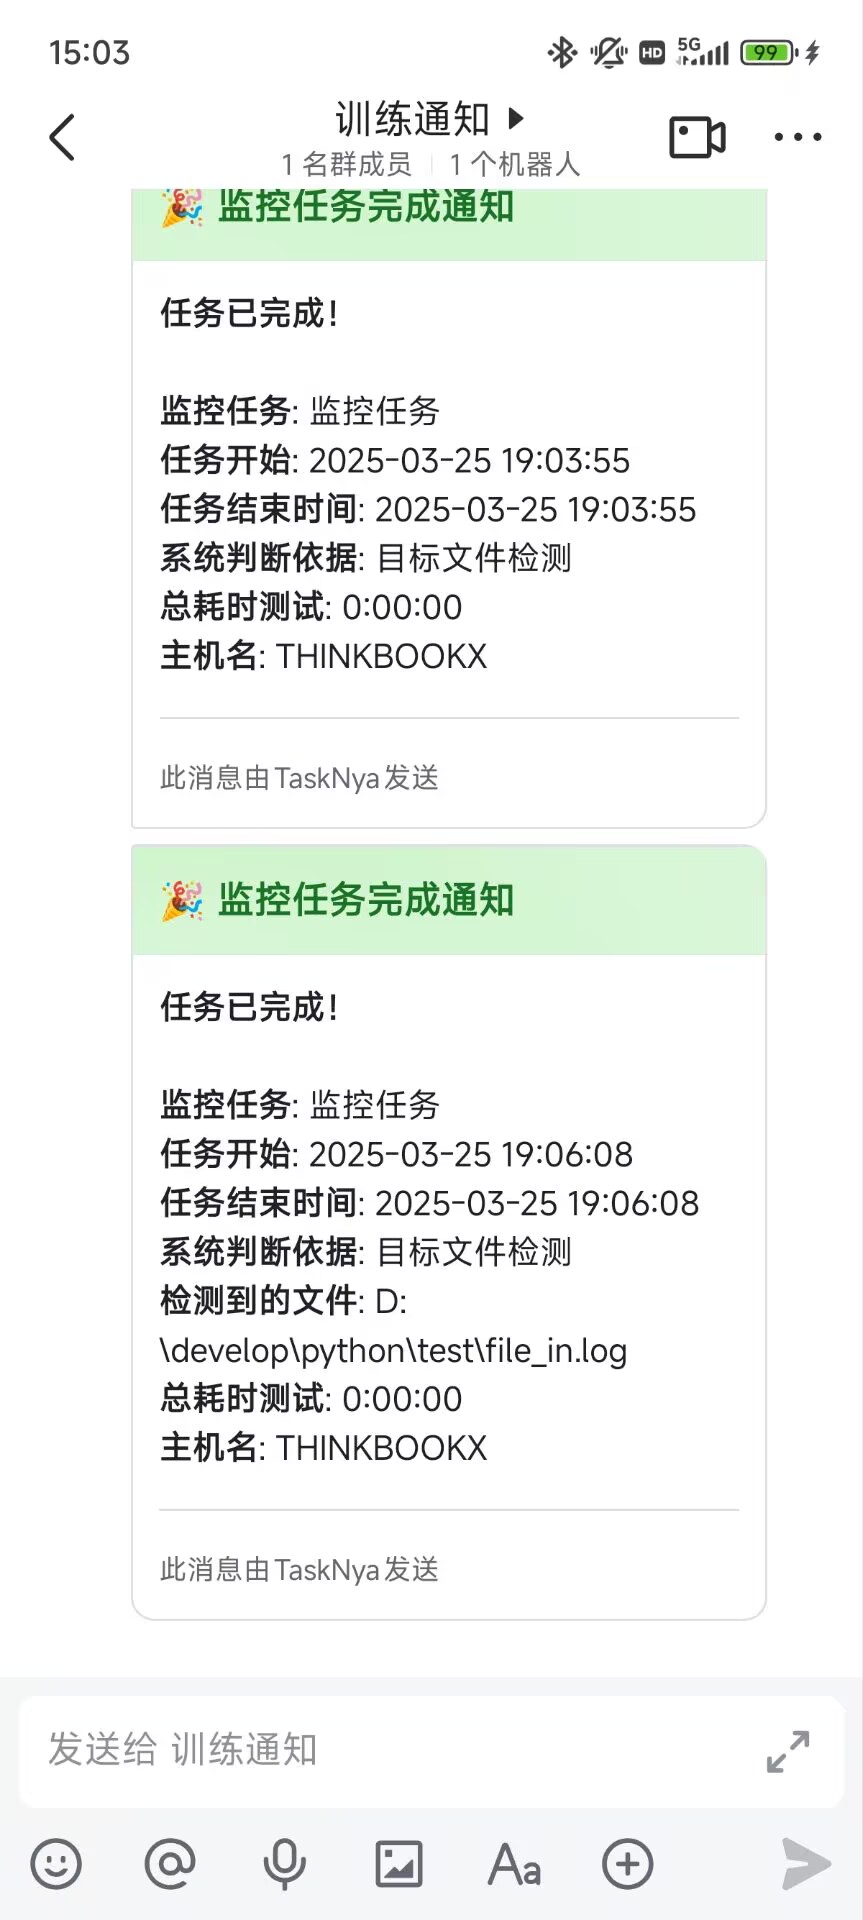 15:03
HD 5G 99
训练通知
1 名群成员 1 个机器人
监控任务完成通知
任务已完成!
监控任务: 监控任务
任务开始: 2025-03-25 19:03:55
任务结束时间: 2025-03-25 19:03:55
系统判断依据: 目标文件检测
总耗时测试: 0:00:00
主机名: THINKBOOKX
此消息由TaskNya发送
监控任务完成通知
任务已完成!
监控任务: 监控任务
任务开始: 2025-03-25 19:06:08
任务结束时间: 2025-03-25 19:06:08
系统判断依据: 目标文件检测
检测到的文件: D:
\develop\python\test\file_in.log
总耗时测试: 0:00:00
主机名: THINKBOOKX
此消息由TaskNya发送
发送给 训练通知
Aa